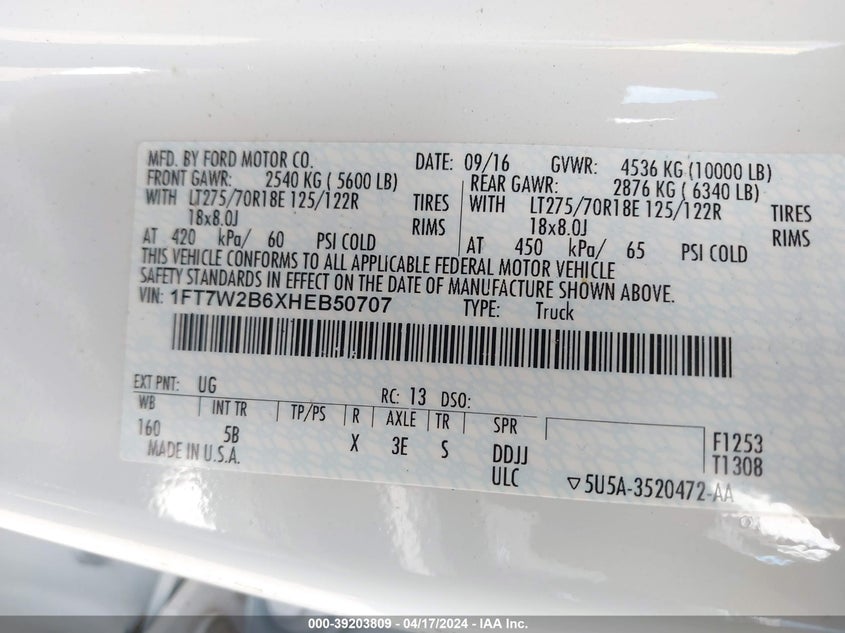 MFD. BY FORD MOTOR CO. DATE: 09/16 GVWR: 4536 KG (10000 LB)
FRONT GAWR: 2540 KG ( 5600 LB) REAR GAWR: 2876 KG ( 6340 LB)
WITH LT275/70R18E 125/122R TIRES WITH LT275/70R18E 125/122R TIRES
18x8.0J RIMS 18x8.0J RIMS
AT 420 kPa/ 60 PSI COLD AT 450 kPa/ 65 PSI COLD
THIS VEHICLE CONFORMS TO ALL APPLICABLE FEDERAL MOTOR VEHICLE
SAFETY STANDARDS IN EFFECT ON THE DATE OF MANUFACTURE SHOWN ABOVE.
VIN: 1FT7W2B6XHEB50707 TYPE: Truck
EXT PNT: UG RC: 13 DSO:
WB INT TR TP/PS R AXLE TR SPR
160 5B X 3E S DDJJ F1253
MADE IN U.S.A. ULC T1308
▽5U5A-3520472-AA
000-39203809 - 04/17/2024 - IAA Inc.